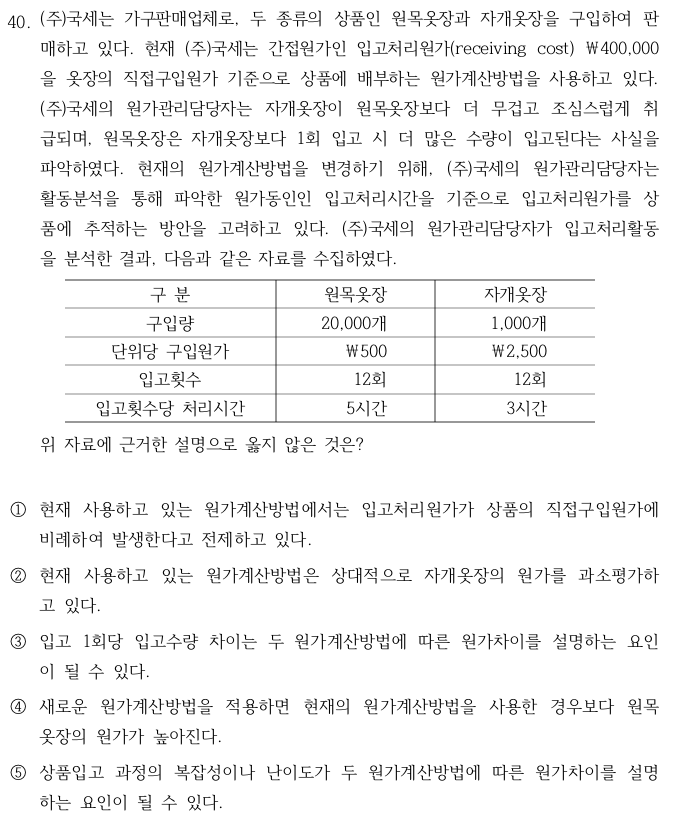 40. (주)국세는 가구판매업체로, 두 종류의 상품인 원목옷장과 자개옷장을 구입하여 판
매하고 있다. 현재 (주)국세는 간접원가인 입고처리원가(receiving cost) ₩400,000
을 옷장의 직접구입원가 기준으로 상품에 배부하는 원가계산방법을 사용하고 있다.
(주)국세의 원가관리담당자는 자개옷장이 원목옷장보다 더 무겁고 조심스럽게 취
급되며, 원목옷장은 자개옷장보다 1회 입고 시 더 많은 수량이 입고된다는 사실을
파악하였다. 현재의 원가계산방법을 변경하기 위해, (주)국세의 원가관리담당자는
활동분석을 통해 파악한 원가동인인 입고처리시간을 기준으로 입고처리원가를 상
품에 추적하는 방안을 고려하고 있다. (주)국세의 원가관리담당자가 입고처리활동
을 분석한 결과, 다음과 같은 자료를 수집하였다.
구 분 원목옷장 자개옷장
구입량 20,000개 1,000개
단위당 구입원가 ₩500 ₩2,500
입고횟수 12회 12회
입고횟수당 처리시간 5시간 3시간
위 자료에 근거한 설명으로 옳지 않은 것은?
① 현재 사용하고 있는 원가계산방법에서는 입고처리원가가 상품의 직접구입원가에
비례하여 발생한다고 전제하고 있다.
② 현재 사용하고 있는 원가계산방법은 상대적으로 자개옷장의 원가를 과소평가하
고 있다.
③ 입고 1회당 입고수량 차이는 두 원가계산방법에 따른 원가차이를 설명하는 요인
이 될 수 있다.
④ 새로운 원가계산방법을 적용하면 현재의 원가계산방법을 사용한 경우보다 원목
옷장의 원가가 높아진다.
⑤ 상품입고 과정의 복잡성이나 난이도가 두 원가계산방법에 따른 원가차이를 설명
하는 요인이 될 수 있다.